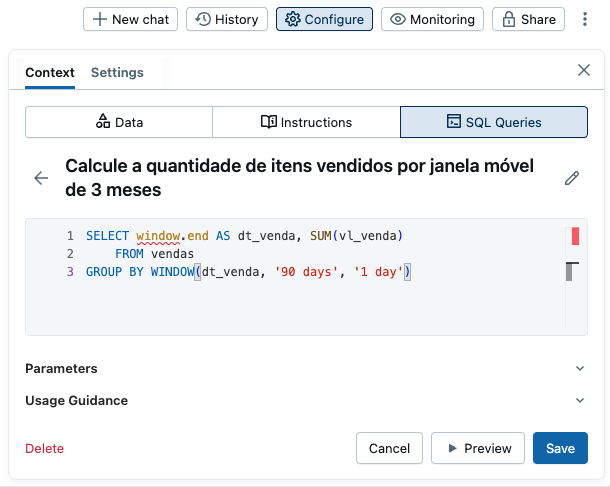 New chat
History
Configure
Monitoring
Share
Context
Settings
Data
Instructions
SQL Queries
Calcule a quantidade de itens vendidos por janela móvel
de 3 meses
1 SELECT window.end AS dt_venda, SUM(vl_venda)
2 FROM vendas
3 GROUP BY WINDOW(dt_venda, '90 days', '1 day')
Parameters
Usage Guidance
Delete
Cancel
Preview
Save